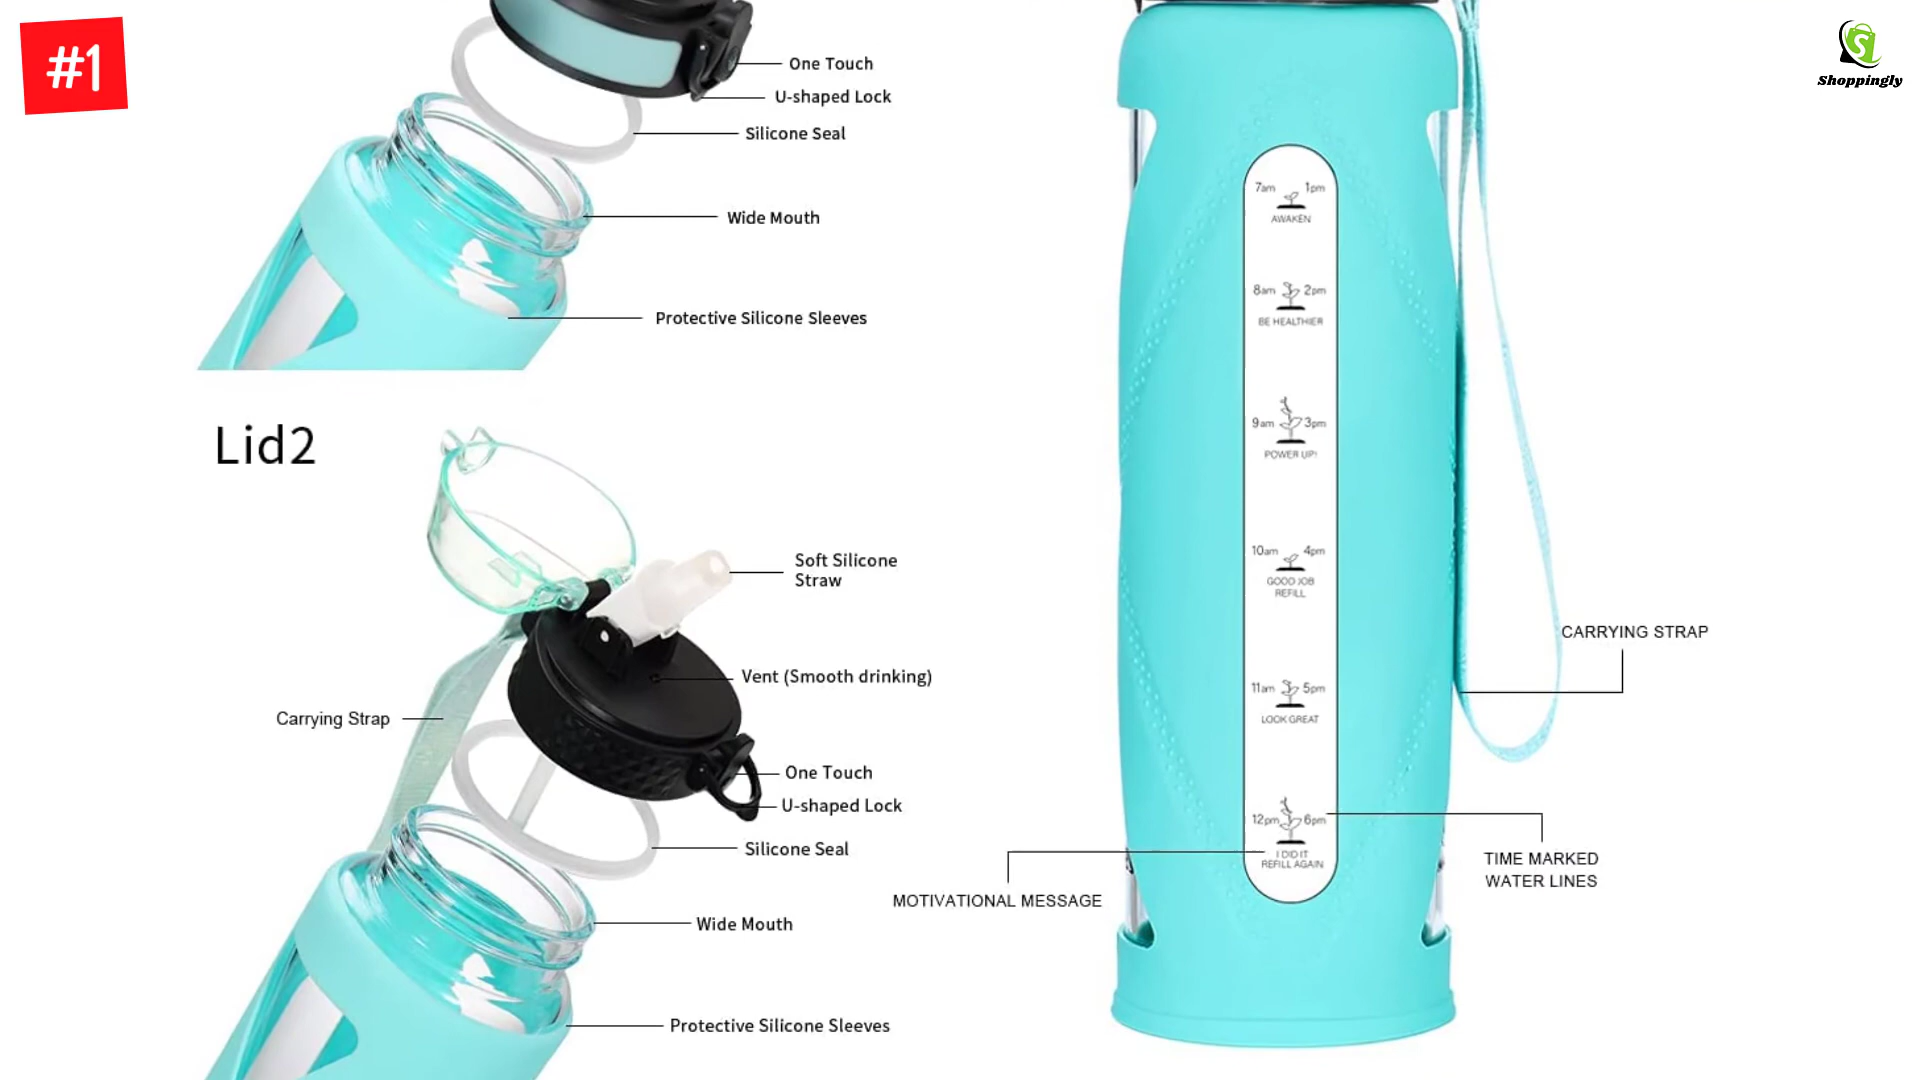 #1
Shoppingly
One Touch
U-shaped Lock
Silicone Seal
Wide Mouth
Protective Silicone Sleeves
Lid2
Soft Silicone
Straw
Vent (Smooth drinking)
Carrying Strap
One Touch
U-shaped Lock
Silicone Seal
Wide Mouth
Protective Silicone Sleeves
7am 1pm
AWAKEN
8am 2pm
BE HEALTHIER
9am 3pm
POWER UP!
10am 4pm
GOOD JOB
REFILL
11am 5pm
LOOK GREAT
12pm 6pm
I DID IT
REFILL AGAIN
CARRYING STRAP
TIME MARKED
WATER LINES
MOTIVATIONAL MESSAGE